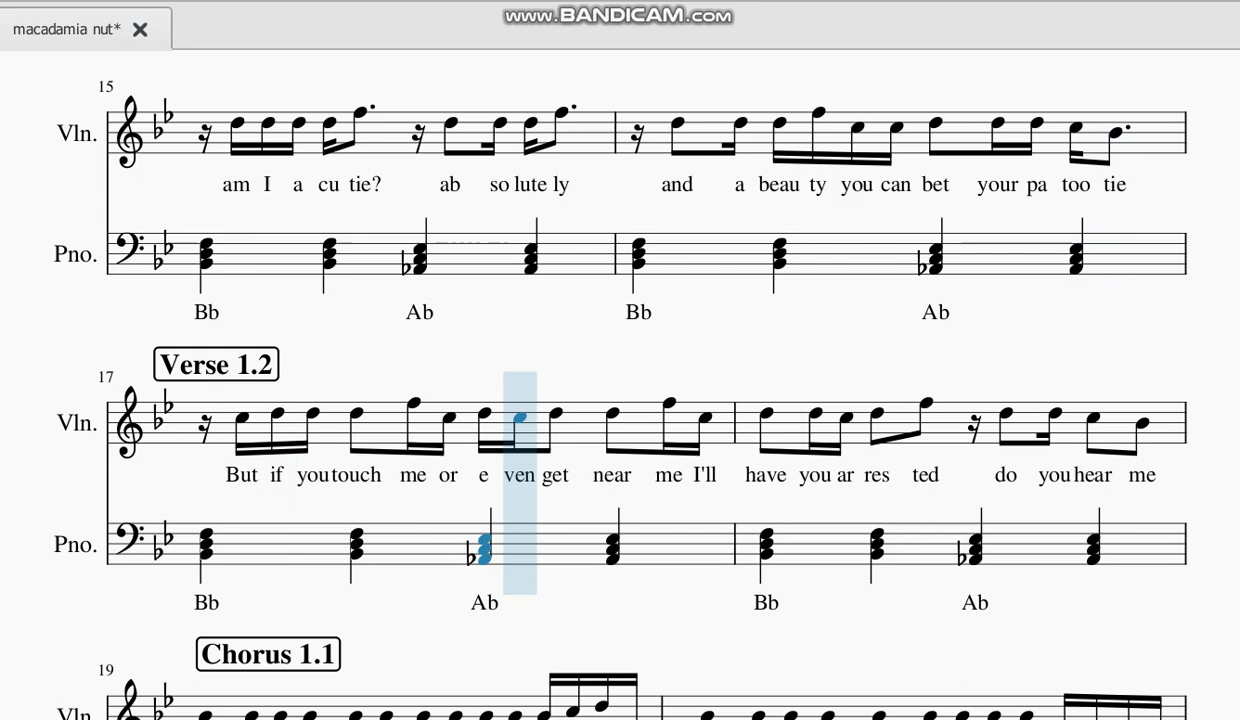 www.BANDICAM.com
macadamia nut*
15
Vln.
am I a cu tie? ab so lute ly and a beau ty you can bet your pa too tie
Pno.
Bb Ab Bb Ab
Verse 1.2
17
Vln.
But if you touch me or e ven get near me I'll have you ar res ted do you hear me
Pno.
Bb Ab Bb Ab
Chorus 1.1
19
Vln.